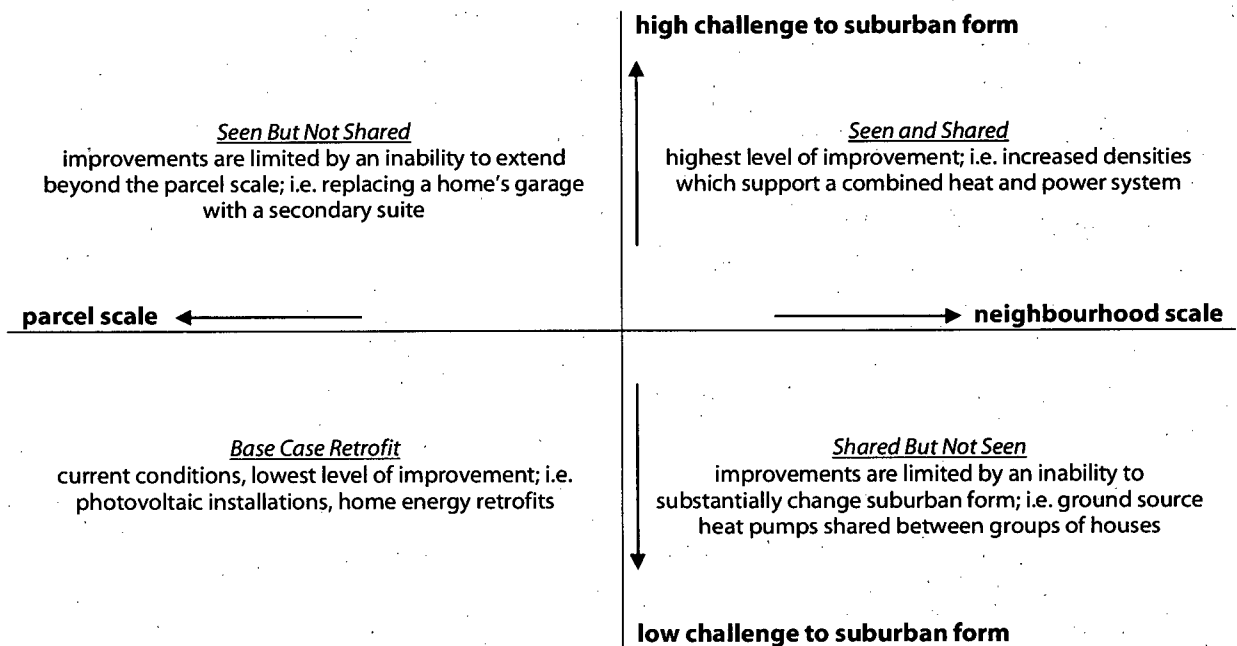 high challenge to suburban form
Seen But Not Shared
improvements are limited by an inability to extend
beyond the parcel scale; i.e. replacing a home's garage
with a secondary suite
Seen and Shared
highest level of improvement; i.e. increased densities
which support a combined heat and power system
parcel scale
neighbourhood scale
Base Case Retrofit
current conditions, lowest level of improvement; i.e.
photovoltaic installations, home energy retrofits
Shared But Not Seen
improvements are limited by an inability to
substantially change suburban form; i.e. ground source
heat pumps shared between groups of houses
low challenge to suburban form